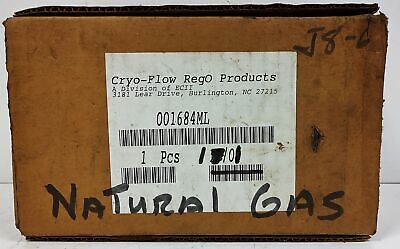 J8-6
Cryo-Flow RegO Products
A Division of ECII
3181 Lear Drive, Burlington, NC 27215
001684ML
1 Pcs
NATURAL GAS